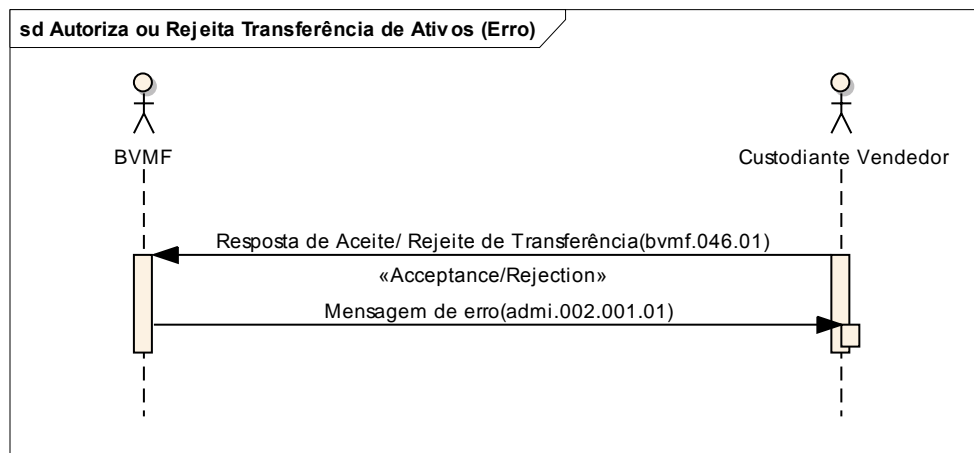 sd Autoriza ou Rejeita Transferência de Ativos (Erro)
BVMF
Custodiante Vendedor
Resposta de Aceite/ Rejeite de Transferência(bvmf.046.01)
«Acceptance/Rejection»
Mensagem de erro(admi.002.001.01)